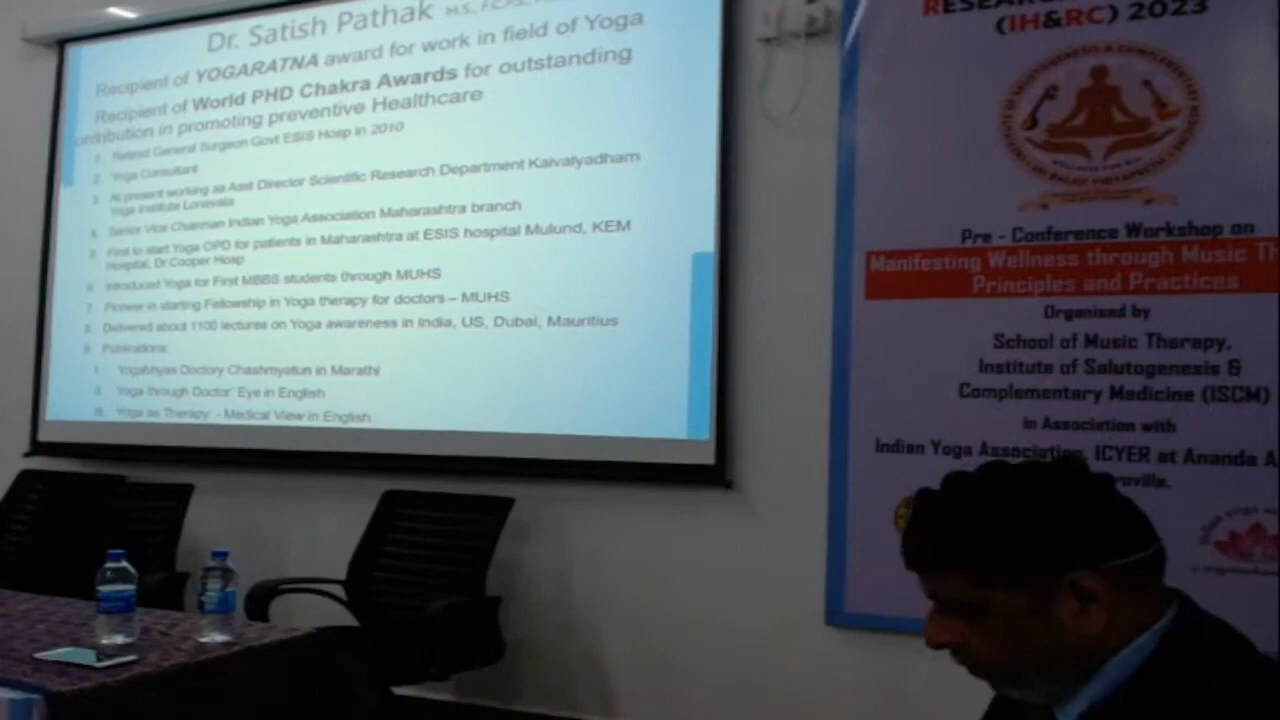 Dr. Satish Pathak M.S.
Recipient of YOGARATNA award for work in field of Yoga
Recipient of World PHD Chakra Awards for outstanding
contribution in promoting preventive Healthcare
1. Retired General Surgeon Govt ESIS Hosp in 2010
2. Yoga Consultant
3. At present working as Asst Director Scientific Research Department Kaivalyadham
Yoga Institute Lonavala
4. Senior Vice Chairman Indian Yoga Association Maharashtra branch
5. First to start Yoga OPD for patients in Maharashtra at ESIS hospital Mulund, KEM
Hospital, Dr Cooper Hosp
6. Introduced Yoga for First MBBS students through MUHS
7. Pioneer in starting Fellowship in Yoga therapy for doctors – MUHS
8. Delivered about 1100 lectures on Yoga awareness in India, US, Dubai, Mauritius
9. Publications:
I. Yogabhyas Doctory Chashmyatun in Marathi
II. Yoga through Doctor' Eye in English
III. Yoga as Therapy - Medical View in English
(IH&RC) 2023
Pre - Conference Workshop on
Manifesting Wellness through Music
Principles and Practices
Organised by
School of Music Therapy,
Institute of Salutogenesis &
Complementary Medicine (ISCM)
in Association with
Indian Yoga Association, ICYER at Ananda